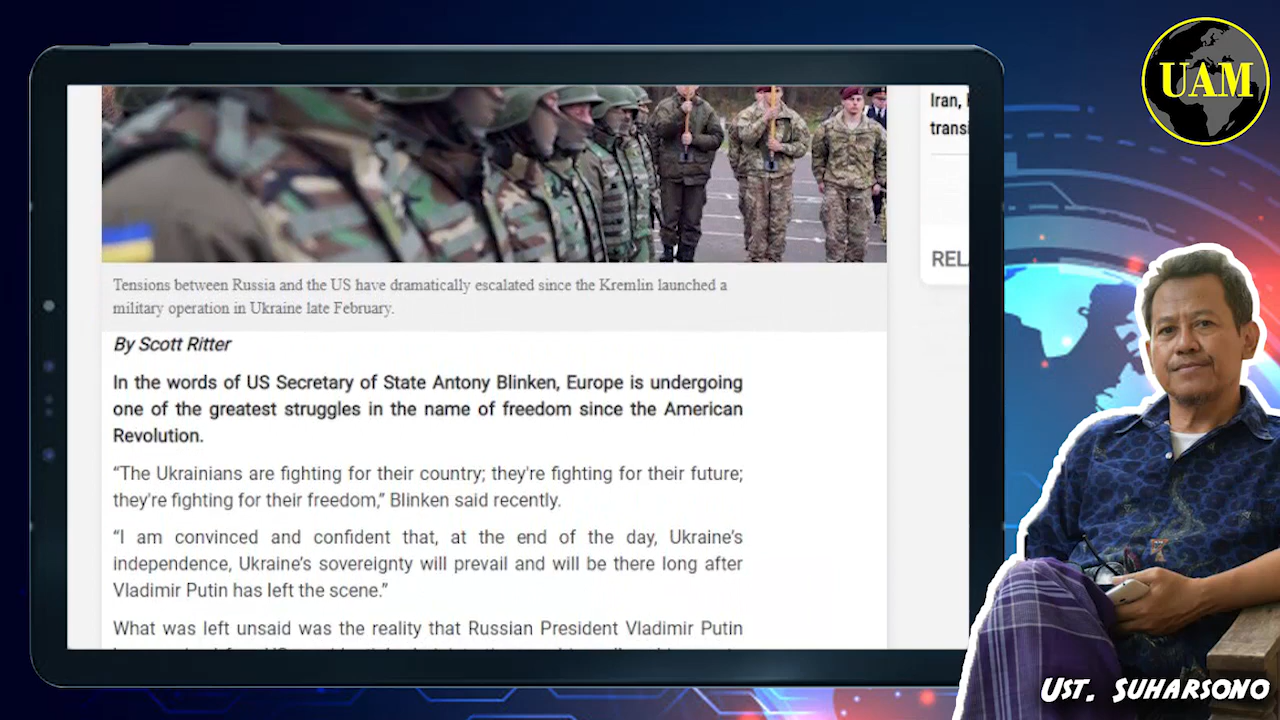 UAM
Iran,
transi
Tensions between Russia and the US have dramatically escalated since the Kremlin launched a
military operation in Ukraine late February.
By Scott Ritter
In the words of US Secretary of State Antony Blinken, Europe is undergoing
one of the greatest struggles in the name of freedom since the American
Revolution.
“The Ukrainians are fighting for their country; they're fighting for their future;
they're fighting for their freedom,” Blinken said recently.
“I am convinced and confident that, at the end of the day, Ukraine’s
independence, Ukraine’s sovereignty will prevail and will be there long after
Vladimir Putin has left the scene.”
What was left unsaid was the reality that Russian President Vladimir Putin
REL
UST. SUHARSONO